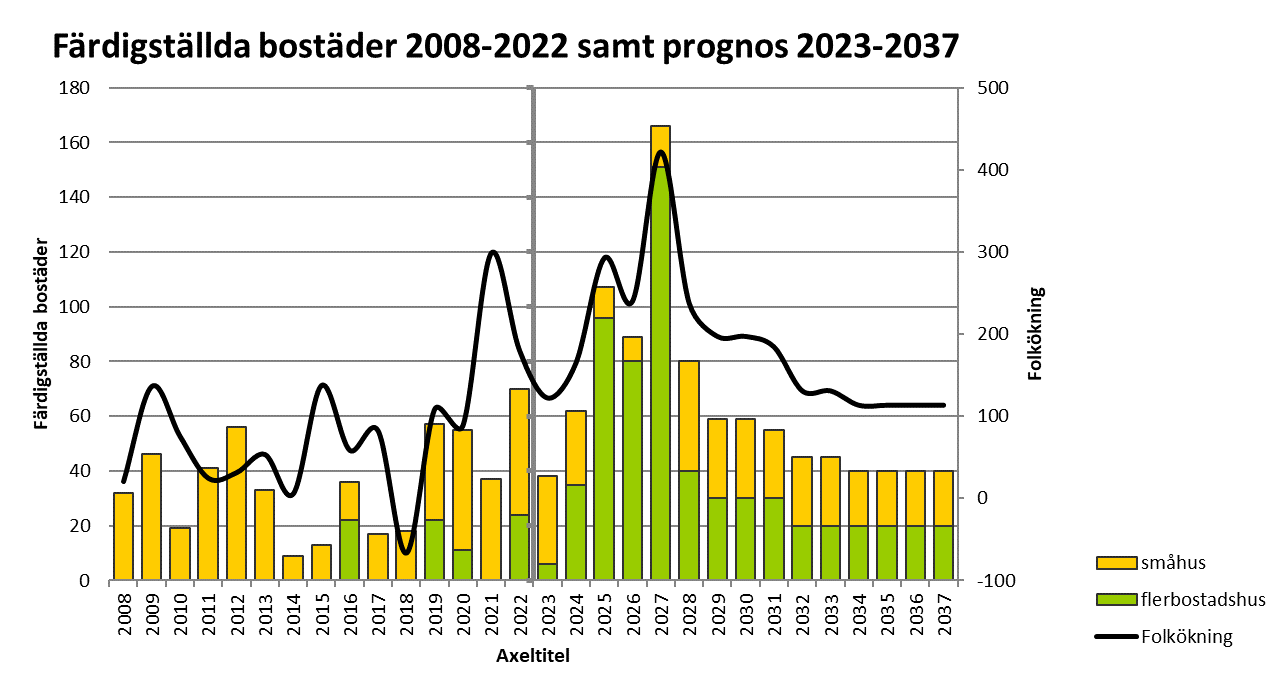 Färdigställda bostäder 2008-2022 samt prognos 2023-2037
180
160
140
120
100
80
60
40
20
0
Färdigställda bostäder
500
400
300
200
100
0
-100
Folkökning
2008 2009 2010 2011 2012 2013 2014 2015 2016 2017 2018 2019 2020 2021 2022 2023 2024 2025 2026 2027 2028 2029 2030 2031 2032 2033 2034 2035 2036 2037
Axeltitel
småhus
flerbostadshus
Folkökning